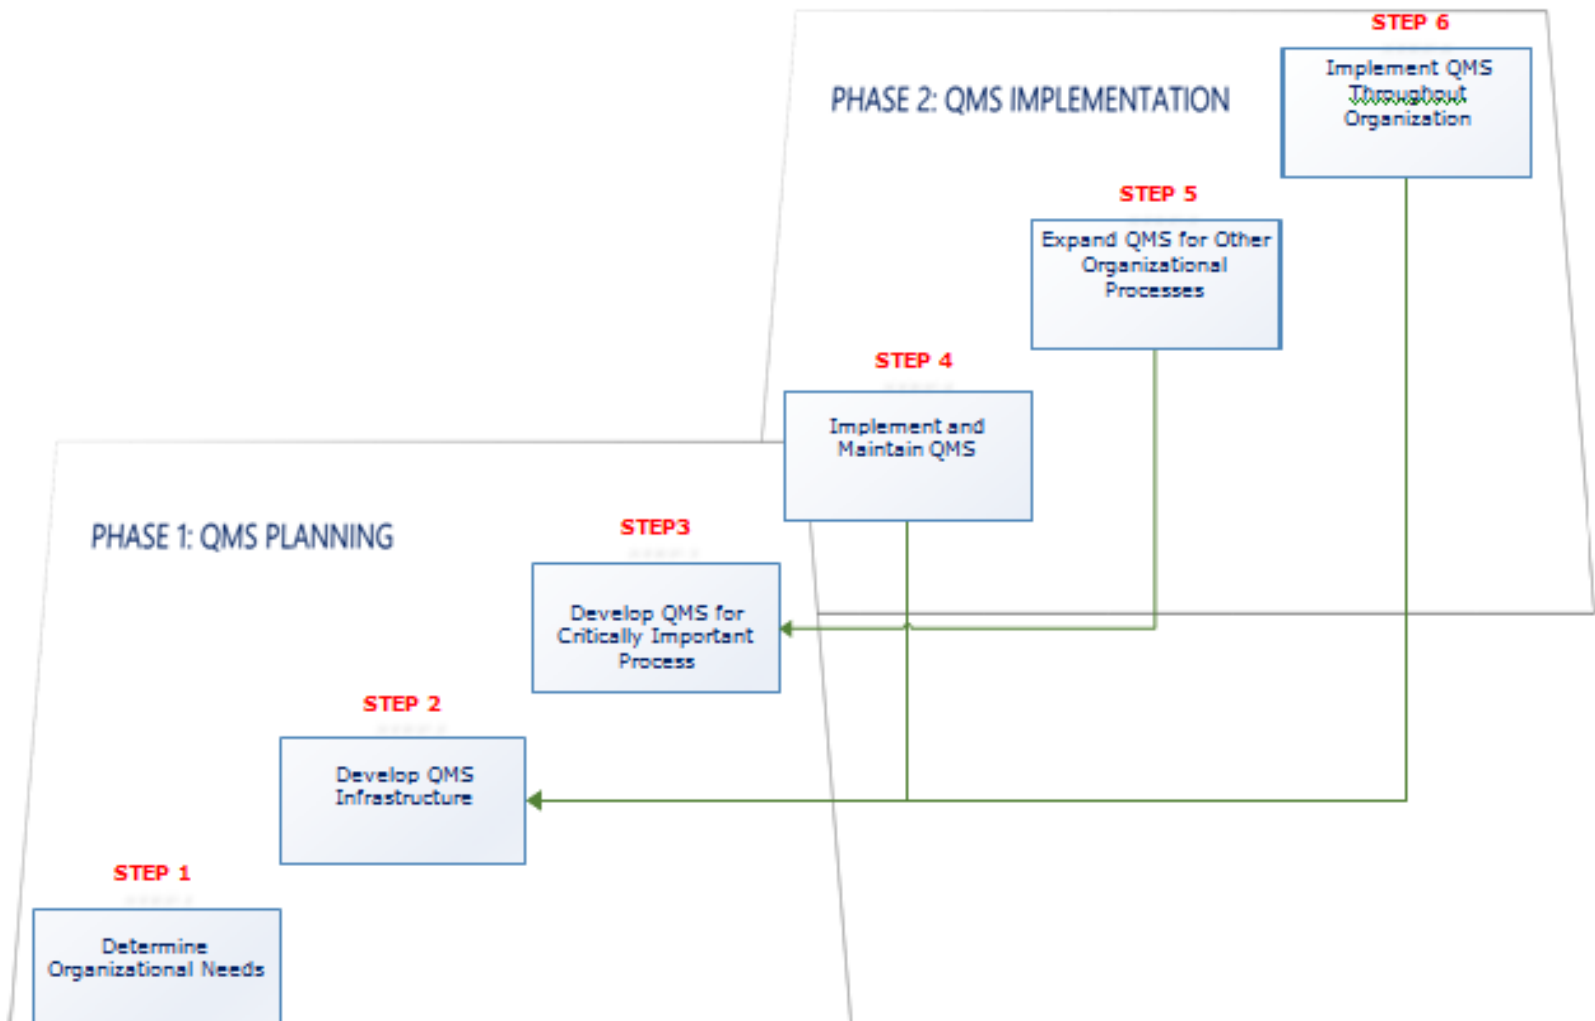 STEP 6
Implement QMS
Throughout
Organization
PHASE 2: QMS IMPLEMENTATION
STEP 5
Expand QMS for Other
Organizational
Processes
STEP 4
Implement and
Maintain QMS
PHASE 1: QMS PLANNING
STEP3
Develop QMS for
Critically Important
Process
STEP 2
Develop QMS
Infrastructure
STEP 1
Determine
Organizational Needs